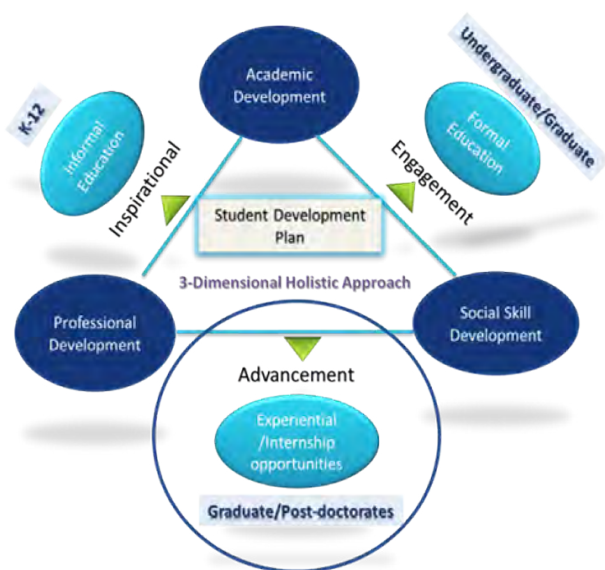 Academic
Development
Undergraduate/Graduate
K-12
Informal
Education
Formal
Education
Inspirational
Engagement
Student Development
Plan
3-Dimensional Holistic Approach
Professional
Development
Social Skill
Development
Advancement
Experiential
/Internship
opportunities
Graduate/Post-doctorates